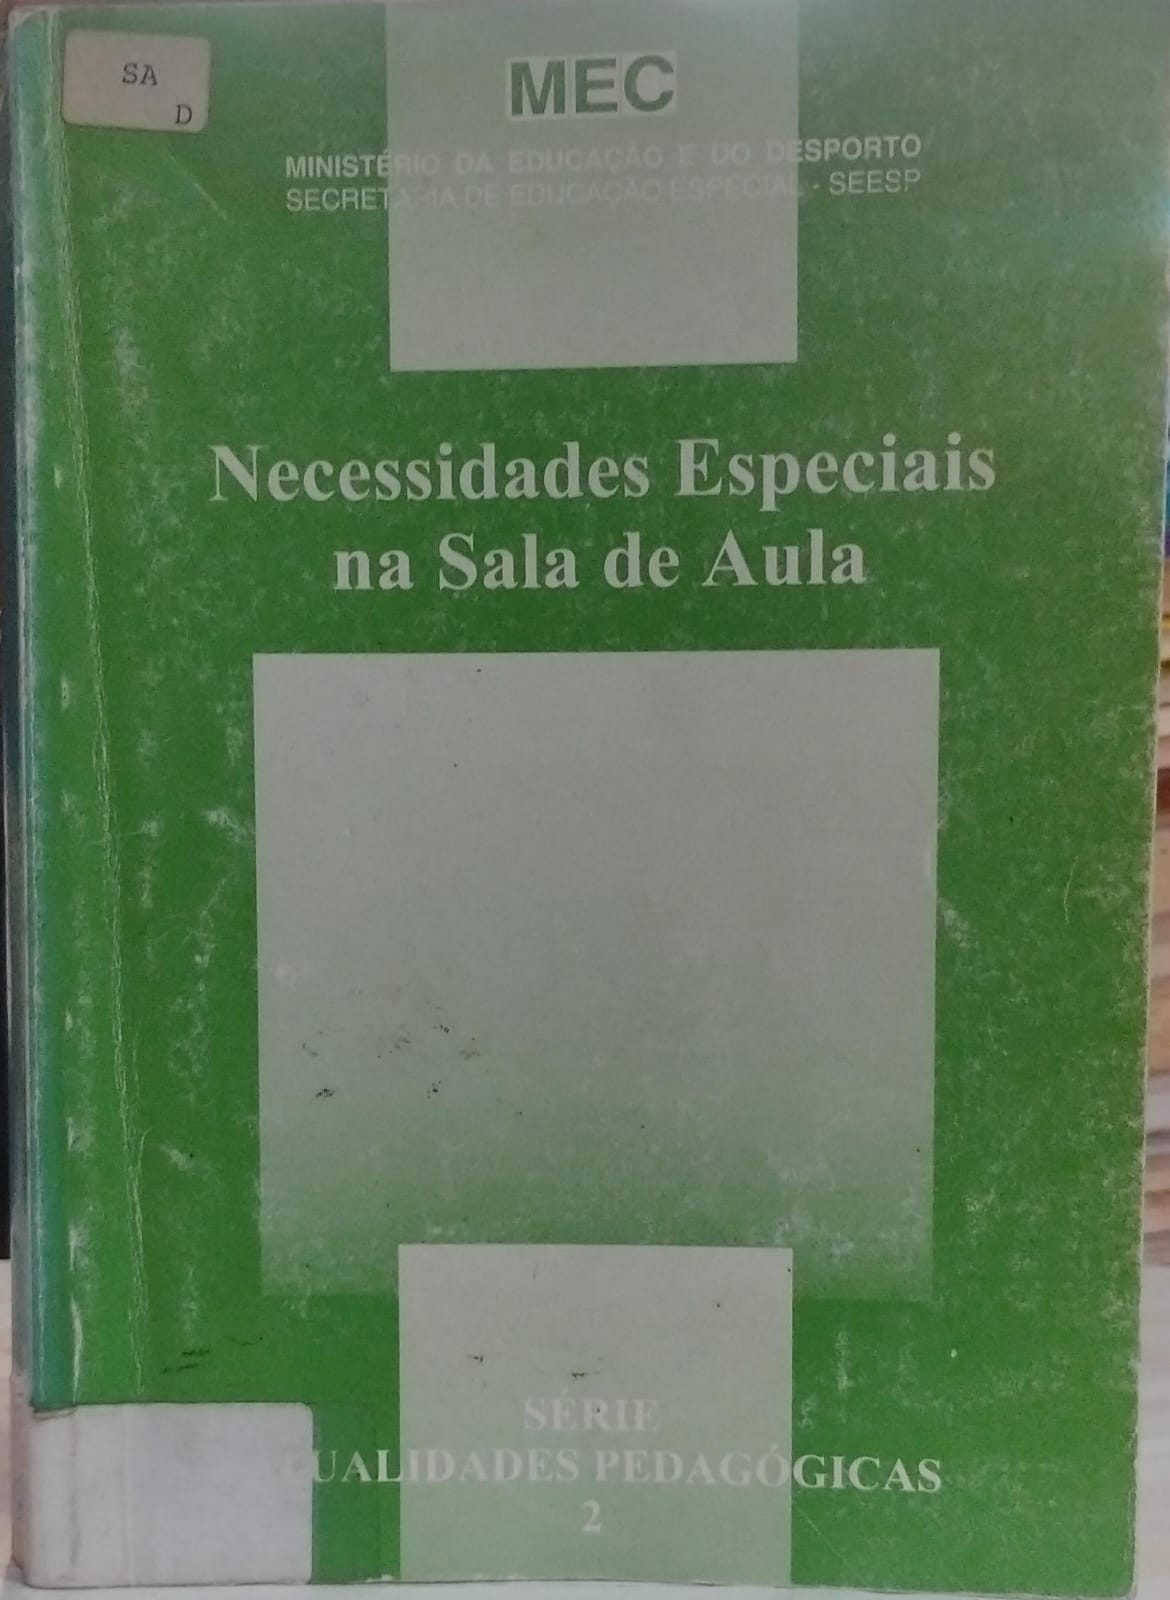 SA
D
MEC
MINISTÉRIO DA EDUCAÇÃO E DO DESPORTO
SECRETARIA DE EDUCAÇÃO ESPECIAL - SEESP
Necessidades Especiais
na Sala de Aula
SÉRIE
UALIDADES PEDAGÓGICAS
2